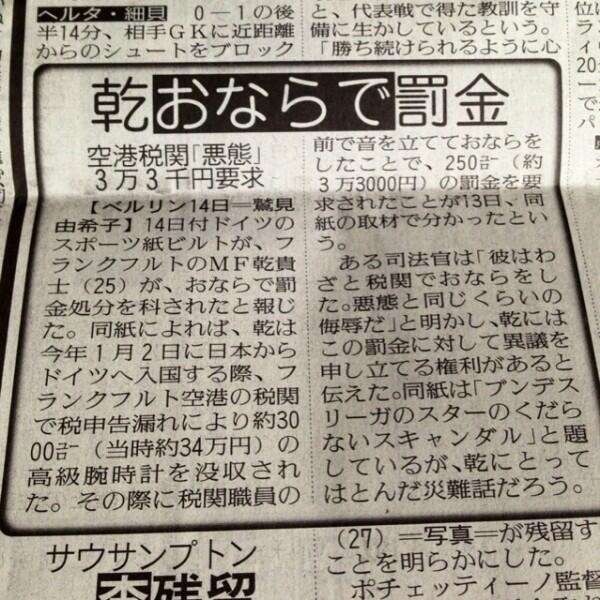 ヘルタ・細貝　0－1の後
半14分、相手GKに近距離
からのシュートをブロック
と、代表戦で得た教訓を守
備に生かしているという。
「勝ち続けられるように心
乾おならで罰金
空港税関「悪態」
3万3千円要求
【ベルリン14日＝鷲見
由希子】14日付ドイツの
スポーツ紙ビルトが、フ
ランクフルトのMF乾貴
士（25）が、おならで罰
金処分を科されたと報じ
た。同紙によれば、乾は
今年1月2日に日本から
ドイツへ入国する際、フ
ランクフルト空港の税関
で税申告漏れにより約30
00㌽（当時約34万円）の
高級腕時計を没収され
た。その際に税関職員の
前で音を立てておならを
したことで、250㌽（約
3万3000円）の罰金を要
求されたことが13日、同
紙の取材で分かったとい
う。
ある司法官は「彼はわ
ざと税関でおならをし
た。悪態と同じくらいの
侮辱だ」と明かし、乾には
この罰金に対して異議を
申し立てる権利があると
伝えた。同紙は「ブンデス
リーガのスターのくだら
ないスキャンダル」と題
しているが、乾にとって
はとんだ災難話だろう。
サウサンプトン
残留
（27）＝写真＝が残留す
ることを明らかにした。
ポチェッティーノ監督